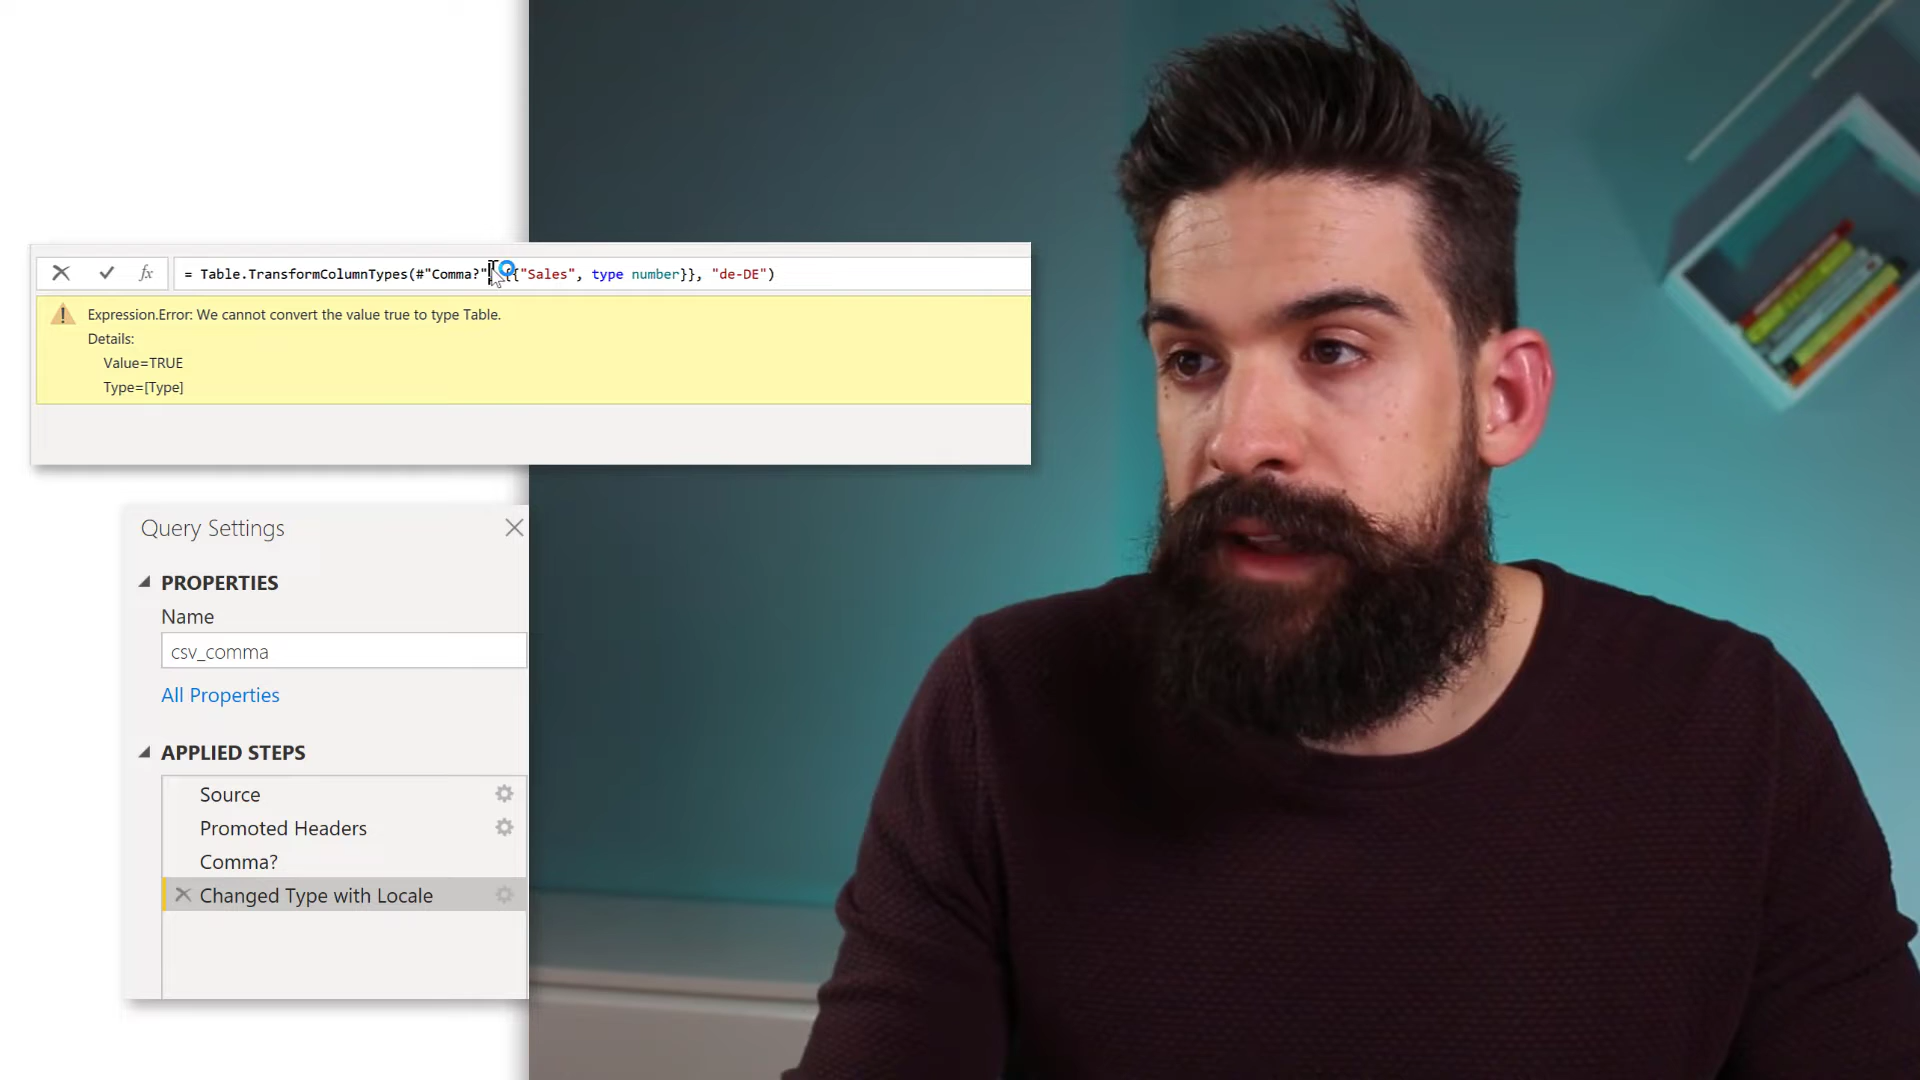 fx = Table.TransformColumnTypes(#"Comma?", {{"Sales", type number}}, "de-DE")
Expression.Error: We cannot convert the value true to type Table.
Details:
Value=TRUE
Type=[Type]
Query Settings
PROPERTIES
Name
csv_comma
All Properties
APPLIED STEPS
Source
Promoted Headers
Comma?
Changed Type with Locale